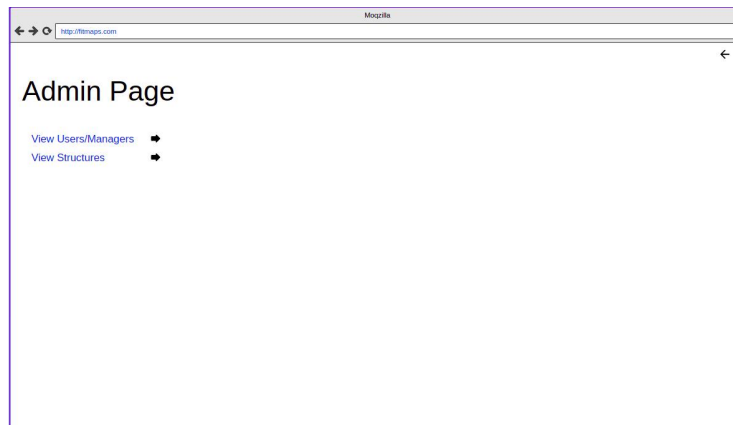 Moqzilla
http://fitmaps.com
Admin Page
View Users/Managers
View Structures